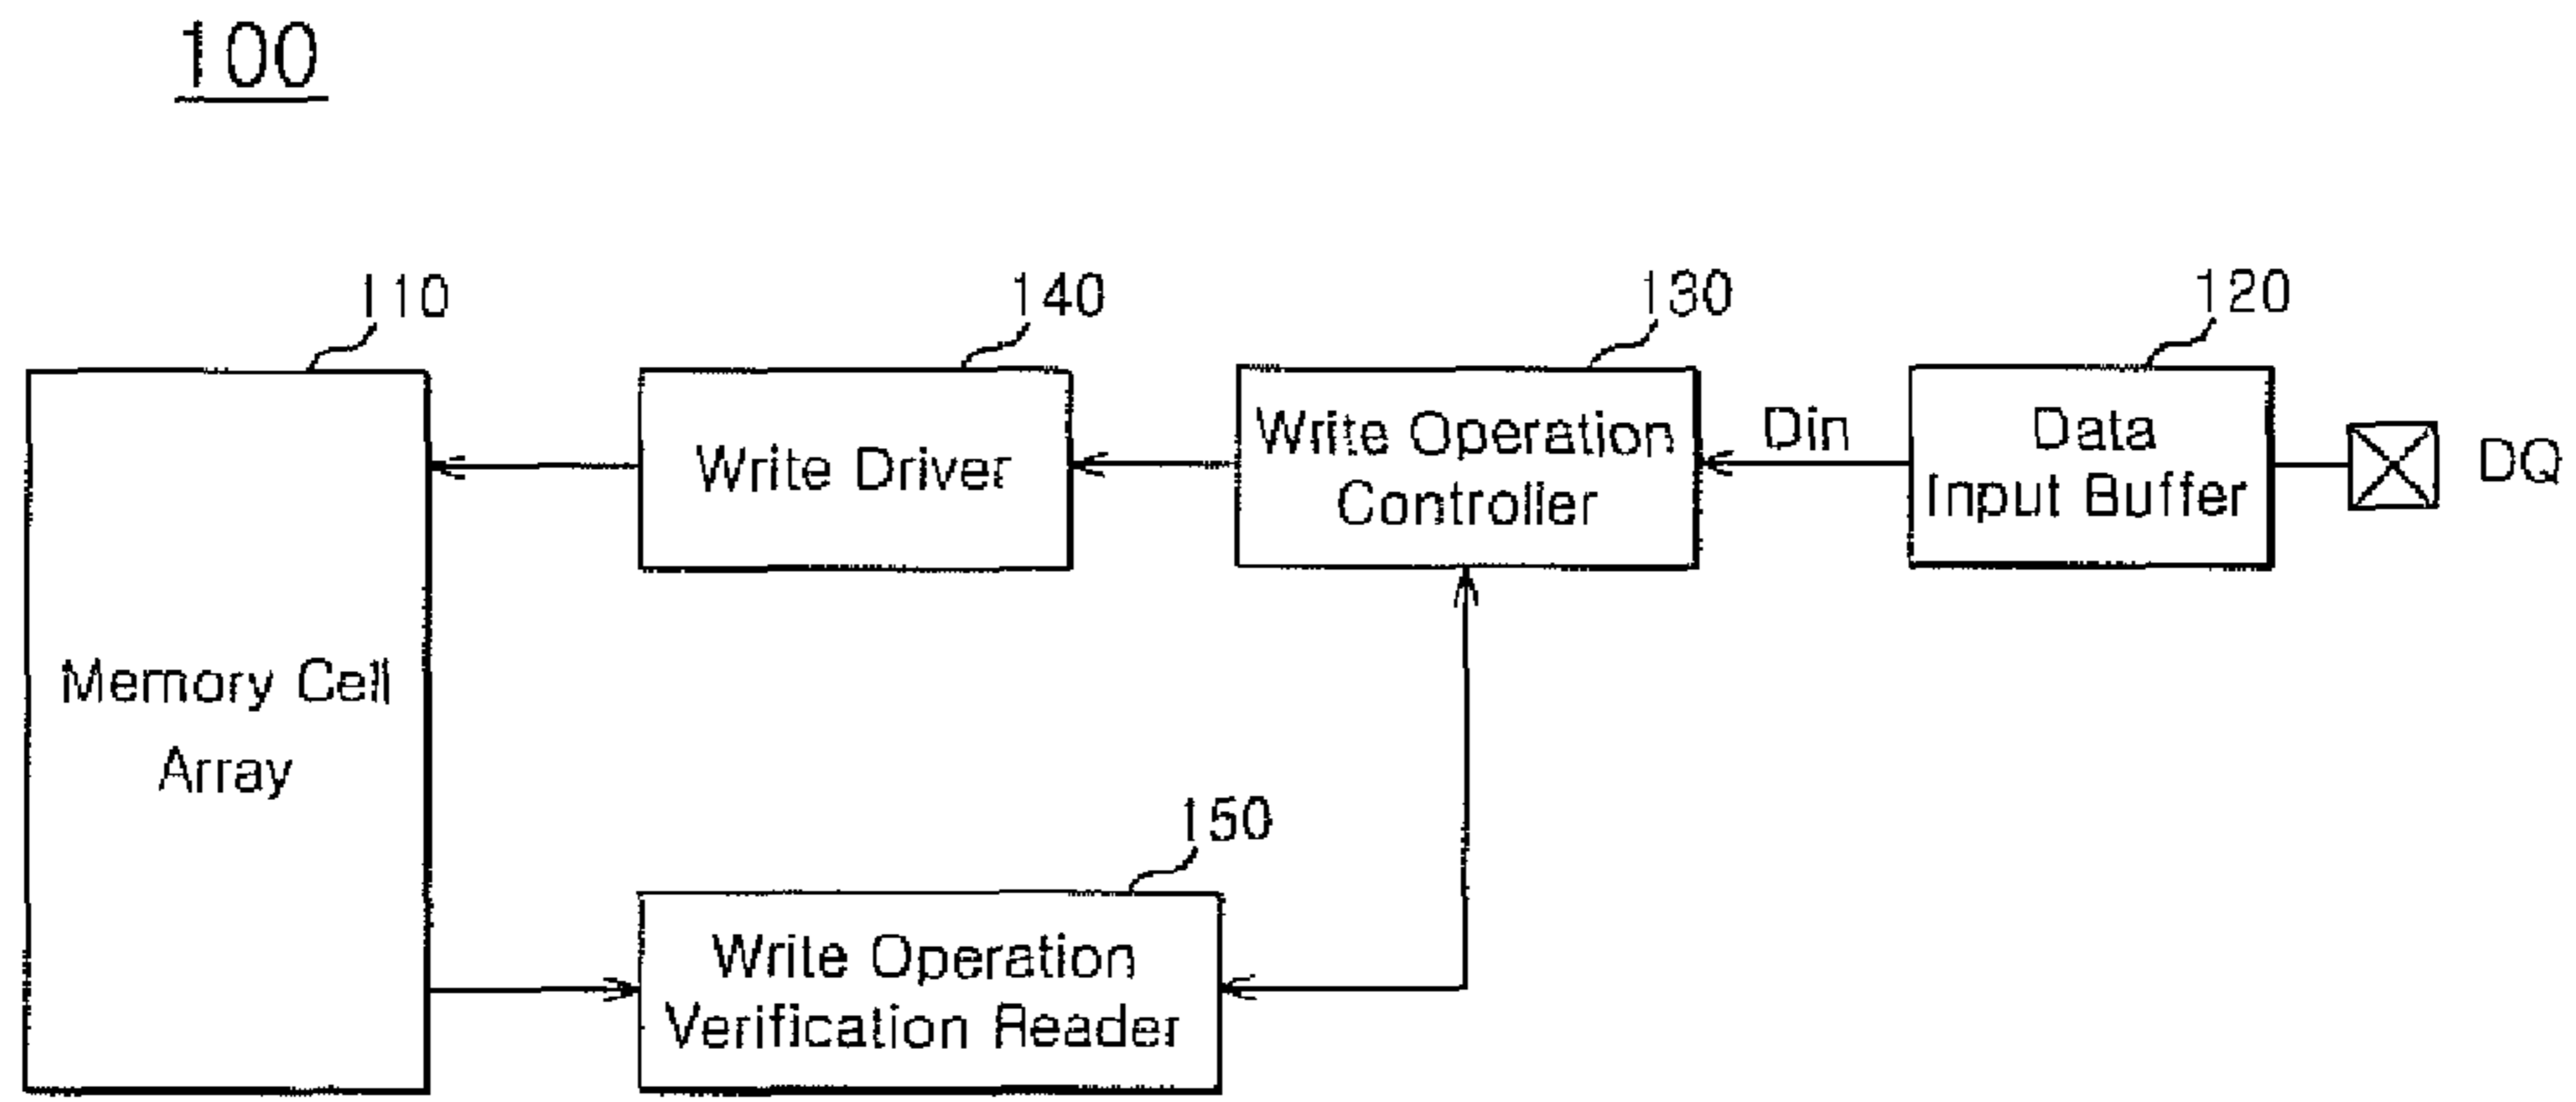 100
110
140
130
120
Memory Cell
Array
Write Driver
Write Operation
Controller
Din
Data
Input Buffer
DQ
150
Write Operation
Verification Reader